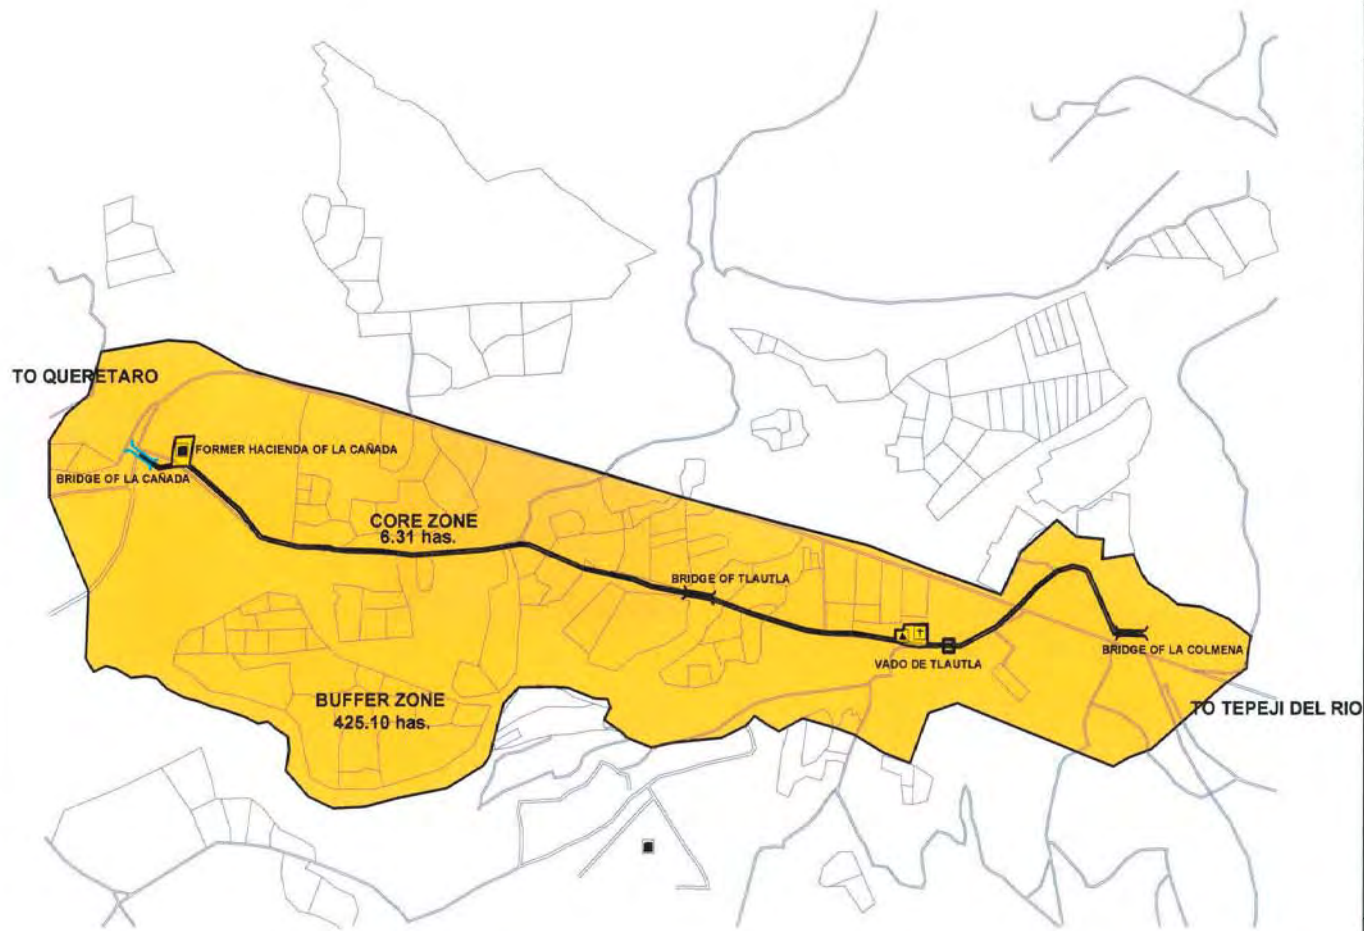 TO QUERETARO
FORMER HACIENDA OF LA CAÑADA
BRIDGE OF LA CAÑADA
CORE ZONE
6.31 has.
BRIDGE OF TLAUTLA
VADO DE TLAUTLA
BRIDGE OF LA COLMENA
BUFFER ZONE
425.10 has.
TO TEPEJI DEL RIO